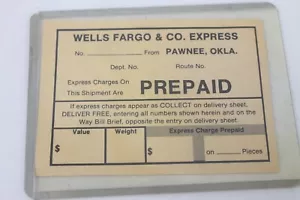 WELLS FARGO & CO. EXPRESS
No. From PAWNEE, OKLA.
Dept. No. Route No.
Express Charges On
This Shipment Are PREPAID
If express charges appear as COLLECT on delivery sheet,
DELIVER FREE, entering all numbers shown herein and on the
Way Bill Brief, opposite the entry on delivery sheet.
Value Weight Express Charge Prepaid
$ $ on Pieces